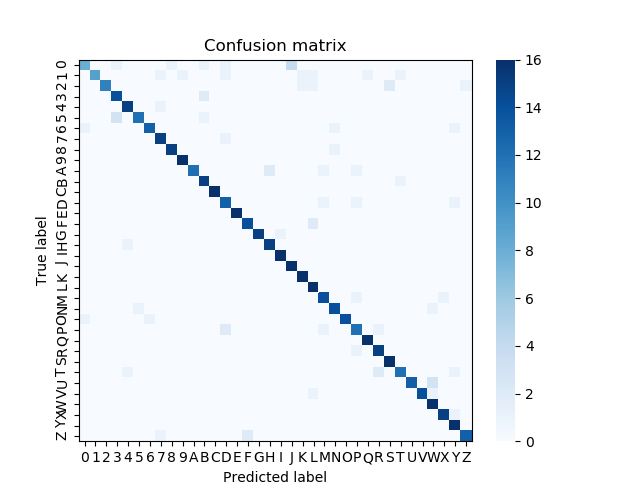 Confusion matrix
True label
0
1
2
3
4
5
6
7
8
9
A
B
C
D
E
F
G
H
I
J
K
L
M
N
O
P
Q
R
S
T
U
V
W
X
Y
Z
0 1 2 3 4 5 6 7 8 9 A B C D E F G H I J K L M N O P Q R S T U V W X Y Z
Predicted label
16
14
12
10
8
6
4
2
0